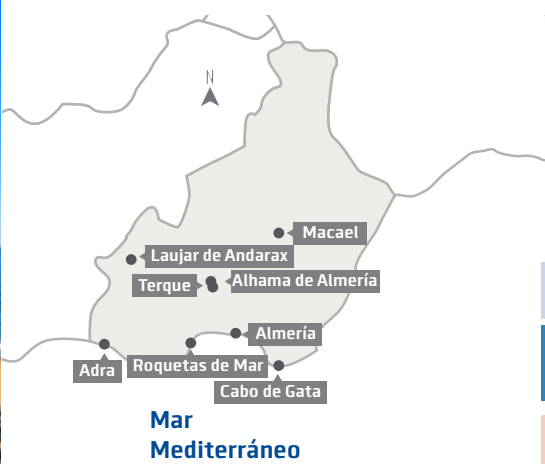 N
Macael
Laujar de Andarax
Alhama de Almería
Terque
Almería
Roquetas de Mar
Adra
Cabo de Gata
Mar
Mediterráneo